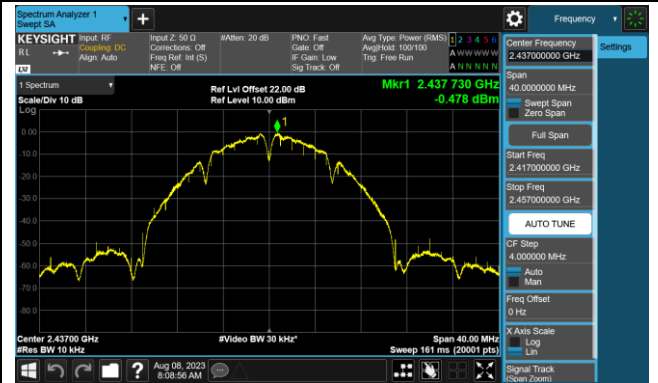 Spectrum Analyzer 1
Swept SA
Frequency
KEYSIGHT
RL
LXI
Input: RF
Coupling: DC
Align: Auto
Input Z: 50 Ω
Corrections: Off
Freq Ref: Int (S)
NFE: Off
#Atten: 20 dB
PNO: Fast
Gate: Off
IF Gain: Low
Sig Track: Off
Avg Type: Power (RMS)
Avg|Hold: 100/100
Trig: Free Run
1 2 3 4 5 6
A W W W W W
A N N N N N
1 Spectrum
Scale/Div 10 dB
Log
Ref Lvl Offset 22.00 dB
Ref Level 10.00 dBm
Mkr1 2.437 730 GHz
-0.478 dBm
1
0.00
-10.0
-20.0
-30.0
-40.0
-50.0
-60.0
-70.0
-80.0
Center 2.43700 GHz
#Res BW 10 kHz
#Video BW 30 kHz*
Span 40.00 MHz
Sweep 161 ms (20001 pts)
Aug 08, 2023
8:08:56 AM
Center Frequency
2.437000000 GHz
Settings
Span
40.0000000 MHz
Swept Span
Zero Span
Full Span
Start Freq
2.417000000 GHz
Stop Freq
2.457000000 GHz
AUTO TUNE
CF Step
4.000000 MHz
Auto
Man
Freq Offset
0 Hz
X Axis Scale
Log
Lin
Signal Track
(Span Zoom)